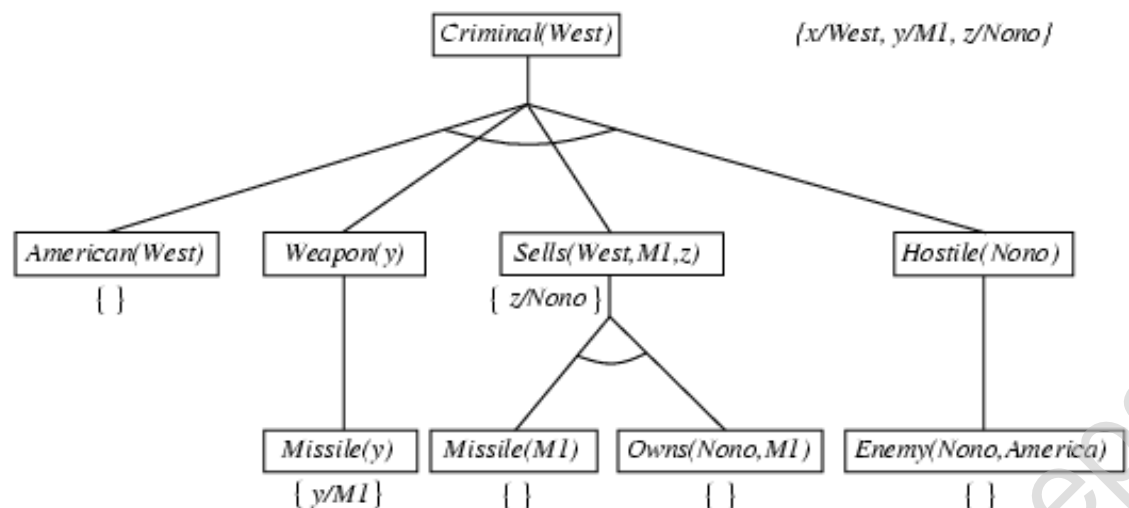 Criminal(West) {x/West, y/M1, z/Nono}
American(West) Weapon(y) Sells(West,M1,z) Hostile(Nono)
{ } { z/Nono }
Missile(y) Missile(M1) Owns(Nono,M1) Enemy(Nono,America)
{ y/M1 } { } { } { }